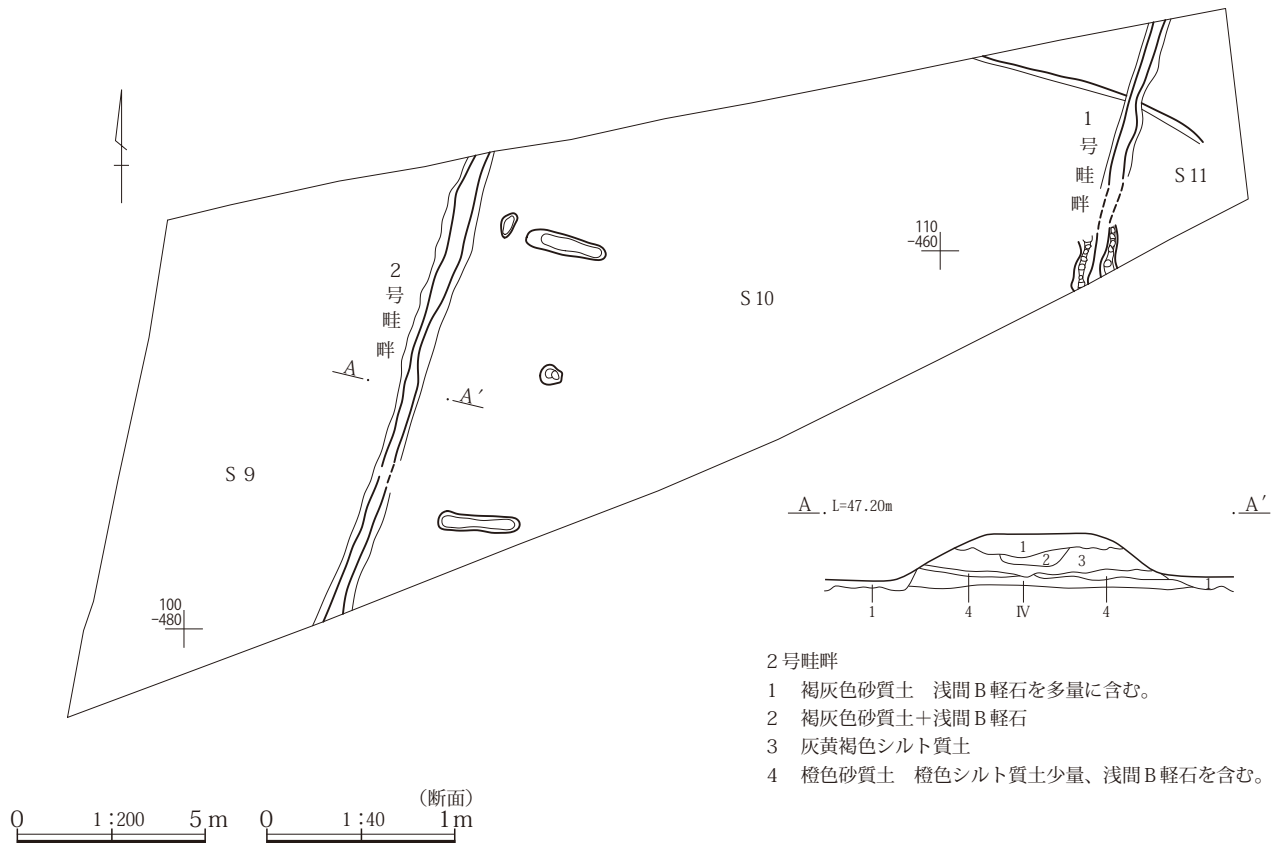 1号畦畔
S 11
110
-460
2号畦畔
S 10
A
A′
S 9
100
-480
A L=47.20m A′
1
2
3
1
1 4 Ⅳ 4
2号畦畔
1 褐灰色砂質土 浅間B軽石を多量に含む。
2 褐灰色砂質土+浅間B軽石
3 灰黄褐色シルト質土
4 橙色砂質土 橙色シルト質土少量、浅間B軽石を含む。
(断面)
0 1:200 5m 0 1:40 1m